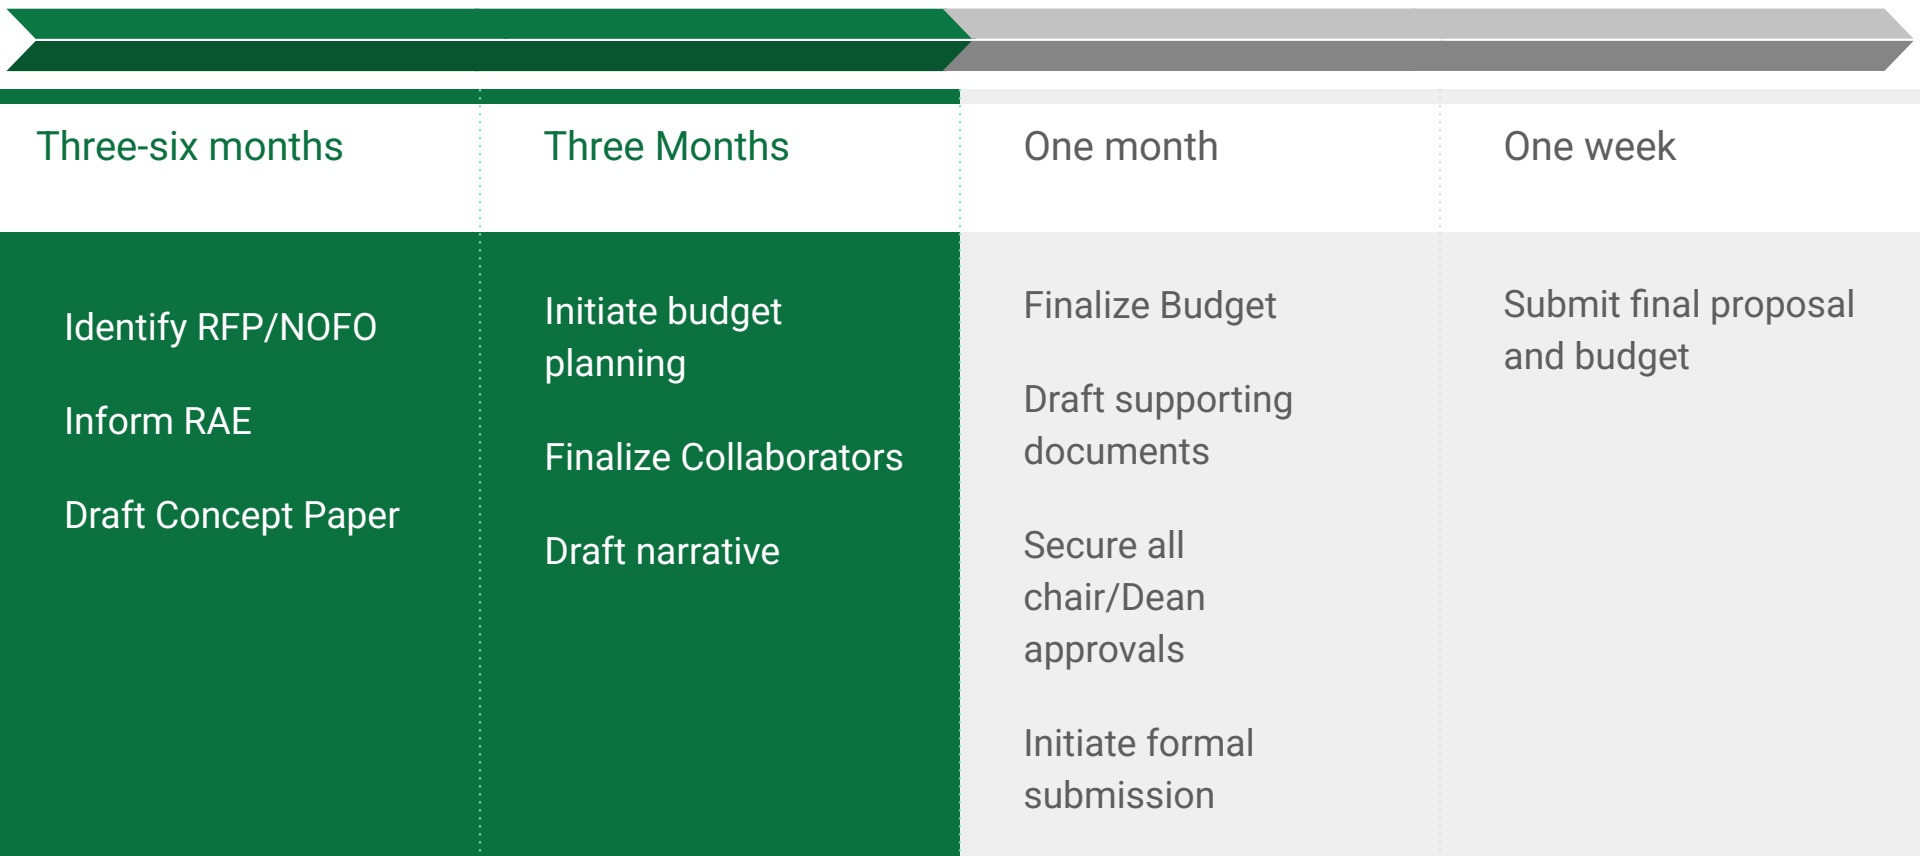 Three-six months
Three Months
One month
One week
Identify RFP/NOFO
Inform RAE
Draft Concept Paper
Initiate budget
planning
Finalize Collaborators
Draft narrative
Finalize Budget
Draft supporting
documents
Secure all
chair/Dean
approvals
Initiate formal
submission
Submit final proposal
and budget